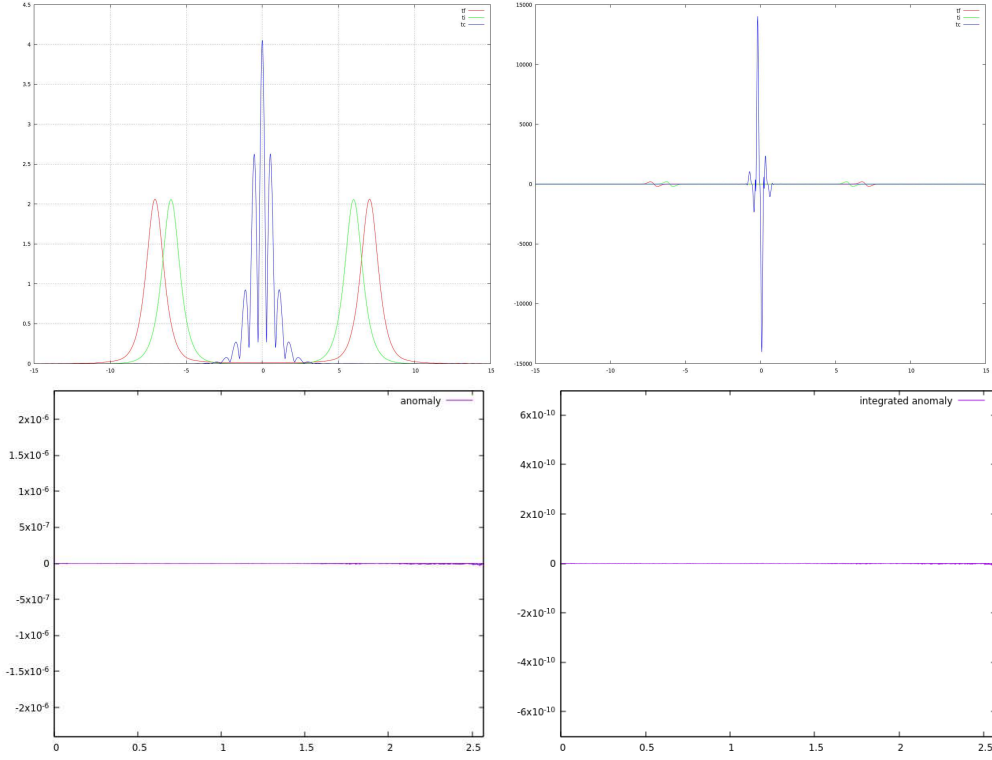 4.5
4
3.5
3
2.5
2
1.5
1
0.5
0
-15
-10
-5
0
5
10
15
tf
ti
tc
15000
10000
5000
0
-5000
-10000
-15000
-15
-10
-5
0
5
10
15
tf
ti
tc
anomaly
2x10⁻⁶
1.5x10⁻⁶
1x10⁻⁶
5x10⁻⁷
0
-5x10⁻⁷
-1x10⁻⁶
-1.5x10⁻⁶
-2x10⁻⁶
0
0.5
1
1.5
2
2.5
integrated anomaly
6x10⁻¹⁰
4x10⁻¹⁰
2x10⁻¹⁰
0
-2x10⁻¹⁰
-4x10⁻¹⁰
-6x10⁻¹⁰
0
0.5
1
1.5
2
2.5